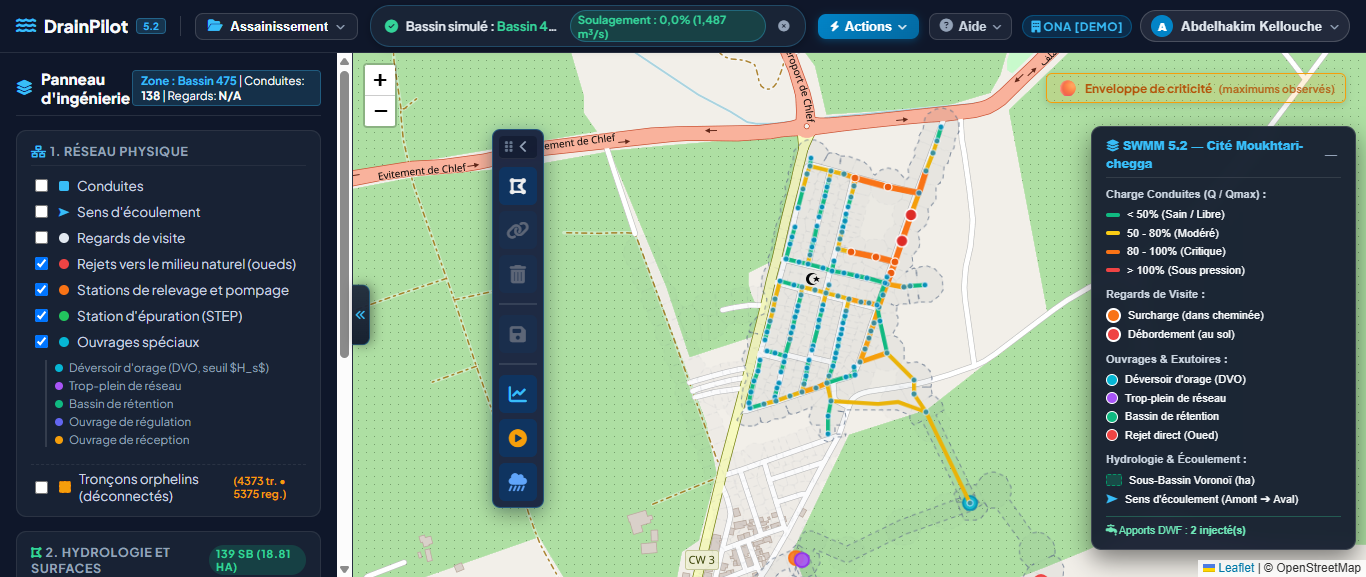 DrainPilot 5.2
Assainissement
Bassin simulé : Bassin 4...
Soulagement : 0,0% (1,487
m³/s)
Actions
Aide
ONA [DEMO]
A Abdelhakim Kellouche
Panneau
d'ingénierie
Zone : Bassin 475 | Conduites:
138 | Regards: N/A
1. RÉSEAU PHYSIQUE
Conduites
Sens d'écoulement
Regards de visite
Rejets vers le milieu naturel (oueds)
Stations de relevage et pompage
Station d'épuration (STEP)
Ouvrages spéciaux
Déversoir d'orage (DVO, seuil $H_s$)
Trop-plein de réseau
Bassin de rétention
Ouvrage de régulation
Ouvrage de réception
Tronçons orphelins
(déconnectés)
(4373 tr. •
5375 reg.)
2. HYDROLOGIE ET
SURFACES
139 SB (18.81
HA)
+
−
Evitement de Chlef
ement de Chlef
éroport de Chlef
CW 3
Enveloppe de criticité (maximums observés)
SWMM 5.2 — Cité Moukhtari-
chegga
Charge Conduites (Q / Qmax) :
< 50% (Sain / Libre)
50 - 80% (Modéré)
80 - 100% (Critique)
> 100% (Sous pression)
Regards de Visite :
Surcharge (dans cheminée)
Débordement (au sol)
Ouvrages & Exutoires :
Déversoir d'orage (DVO)
Trop-plein de réseau
Bassin de rétention
Rejet direct (Oued)
Hydrologie & Écoulement :
Sous-Bassin Voronoï (ha)
Sens d'écoulement (Amont ➔ Aval)
Apports DWF : 2 injecté(s)
Leaflet | © OpenStreetMap